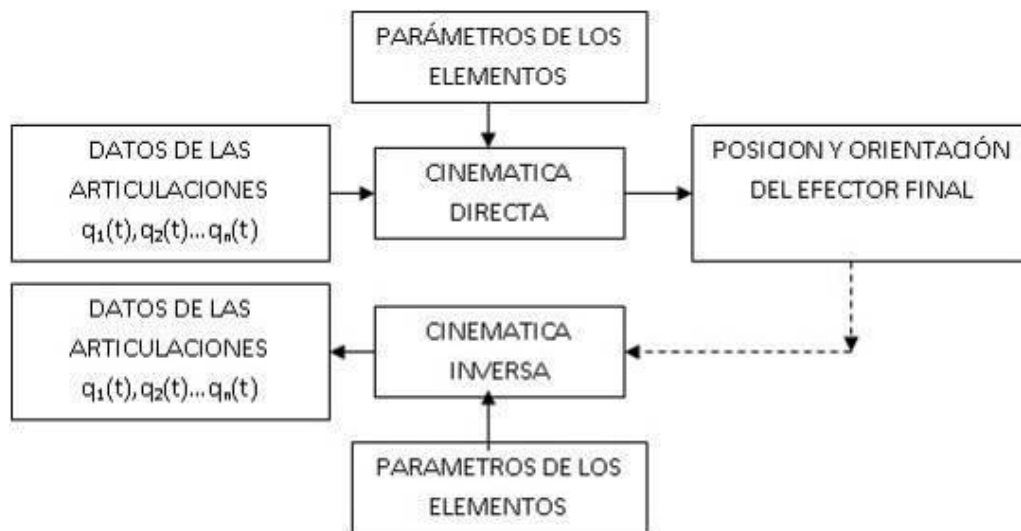 PARÁMETROS DE LOS
ELEMENTOS
DATOS DE LAS
ARTICULACIONES
q₁(t),q₂(t)...qₙ(t)
CINEMATICA
DIRECTA
POSICION Y ORIENTACIÓN
DEL EFECTOR FINAL
DATOS DE LAS
ARTICULACIONES
q₁(t),q₂(t)...qₙ(t)
CINEMATICA
INVERSA
PARAMETROS DE LOS
ELEMENTOS